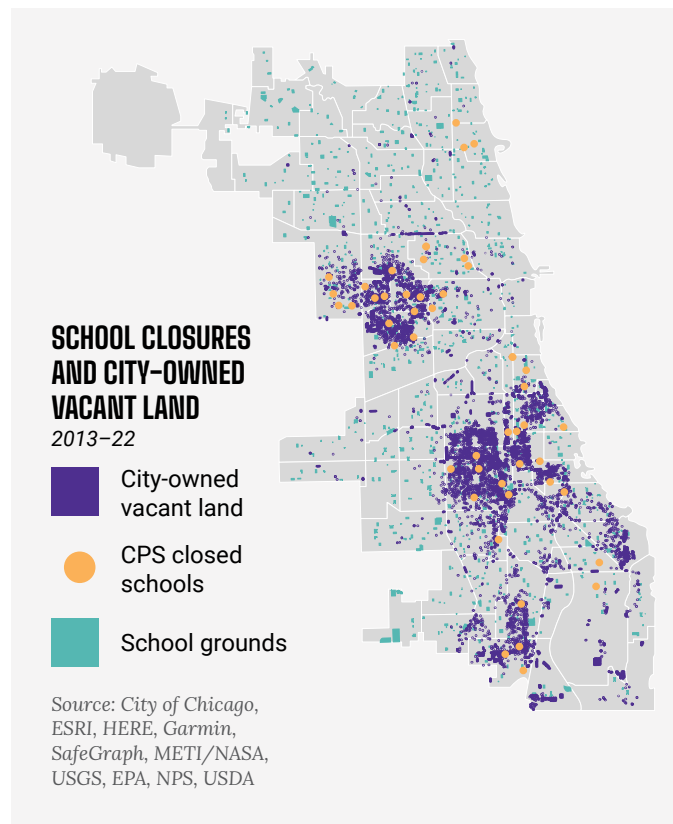 SCHOOL CLOSURES
AND CITY-OWNED
VACANT LAND
2013–22
City-owned
vacant land
CPS closed
schools
School grounds
Source: City of Chicago,
ESRI, HERE, Garmin,
SafeGraph, METI/NASA,
USGS, EPA, NPS, USDA